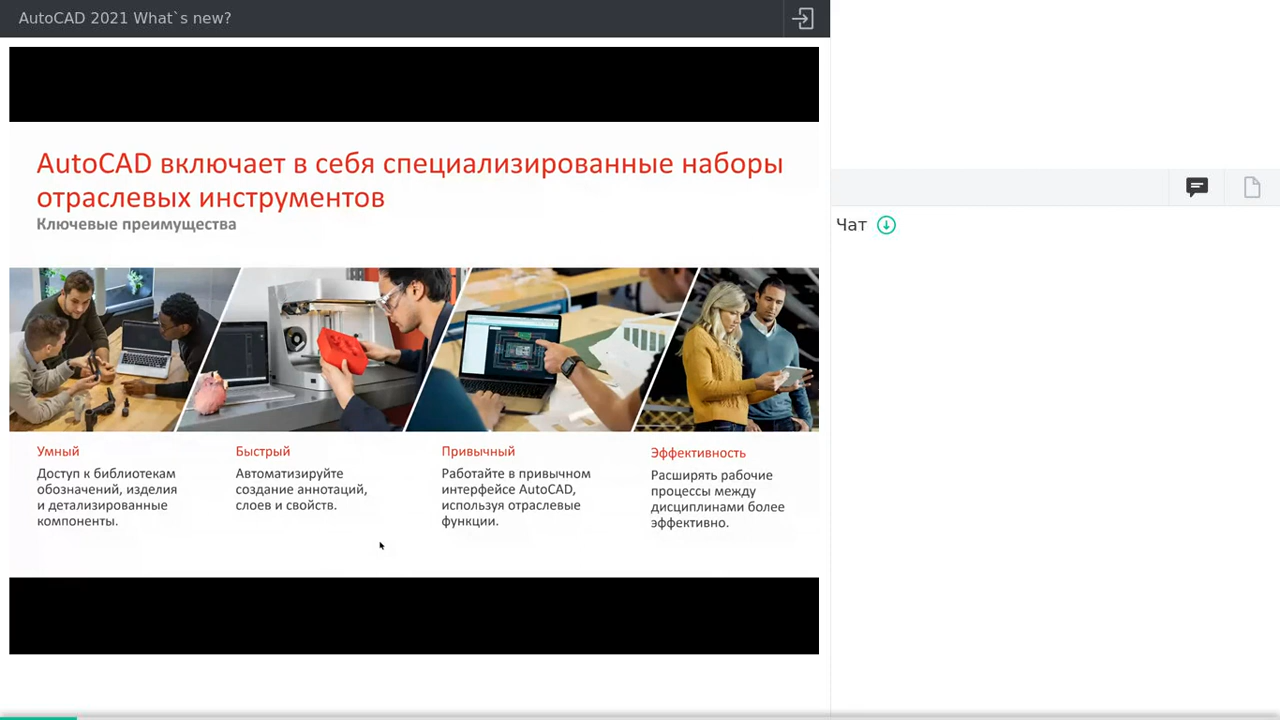 AutoCAD 2021 What`s new?
AutoCAD включает в себя специализированные наборы
отраслевых инструментов
Ключевые преимущества
Умный
Доступ к библиотекам
обозначений, изделия
и детализированные
компоненты.
Быстрый
Автоматизируйте
создание аннотаций,
слоев и свойств.
Привычный
Работайте в привычном
интерфейсе AutoCAD,
используя отраслевые
функции.
Эффективность
Расширять рабочие
процессы между
дисциплинами более
эффективно.
Чат